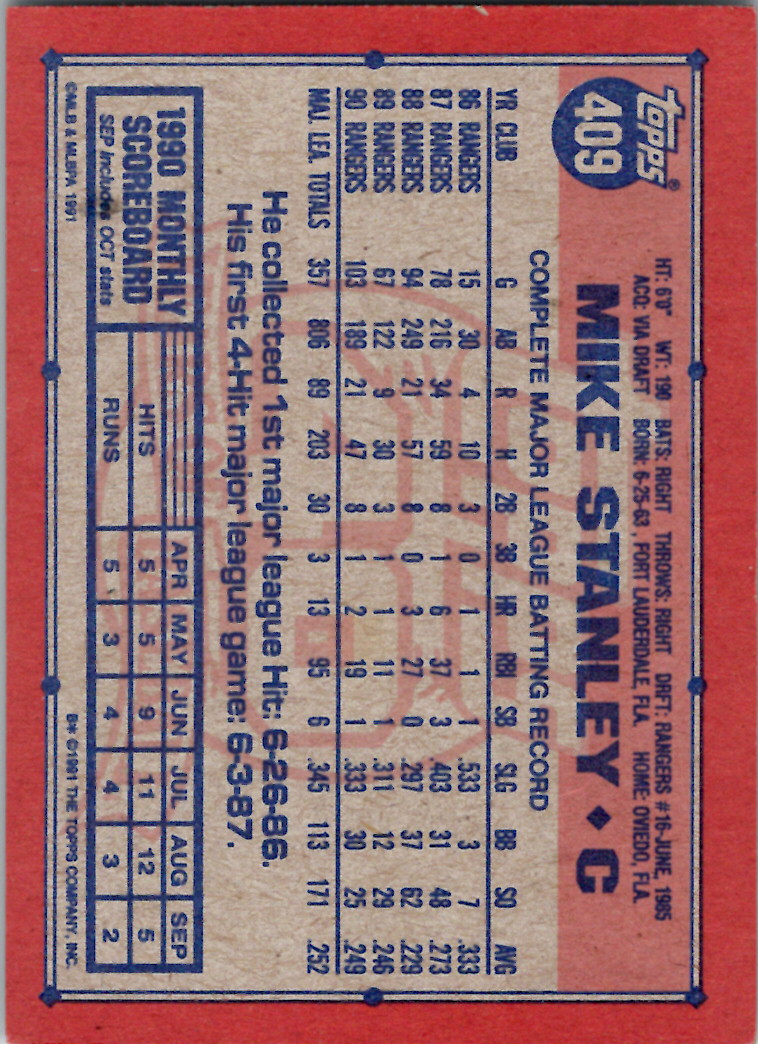 TOPPS®
409
HT: 6'0" WT: 190 BATS: RIGHT THROWS: RIGHT DRFT: RANGERS #16-JUNE, 1985
ACQ: VIA DRAFT BORN: 6-25-63, FORT LAUDERDALE, FLA. HOME: OVIEDO, FLA.
MIKE STANLEY ♦ C
COMPLETE MAJOR LEAGUE BATTING RECORD
YR CLUB G AB R H 2B 3B HR RBI SB SLG BB SO AVG
86 RANGERS 15 30 4 10 3 0 1 1 1 .533 3 7 .333
87 RANGERS 78 216 34 59 8 1 6 37 3 .403 31 48 .273
88 RANGERS 94 249 21 57 8 0 3 27 0 .297 37 62 .229
89 RANGERS 67 122 9 30 3 1 1 11 1 .311 12 29 .246
90 RANGERS 103 189 21 47 8 1 2 19 1 .333 30 25 .249
MAJ. LEA. TOTALS 357 806 89 203 30 3 13 95 6 .345 113 171 .252
He collected 1st major league Hit: 6-26-86.
His first 4-Hit major league game: 6-3-87.
1990 MONTHLY
SCOREBOARD
SEP includes OCT stats
APR MAY JUN JUL AUG SEP
HITS 5 5 9 11 12 5
RUNS 5 3 4 4 3 2
©MLB & MLBPA 1991
B* ©1991 THE TOPPS COMPANY, INC.